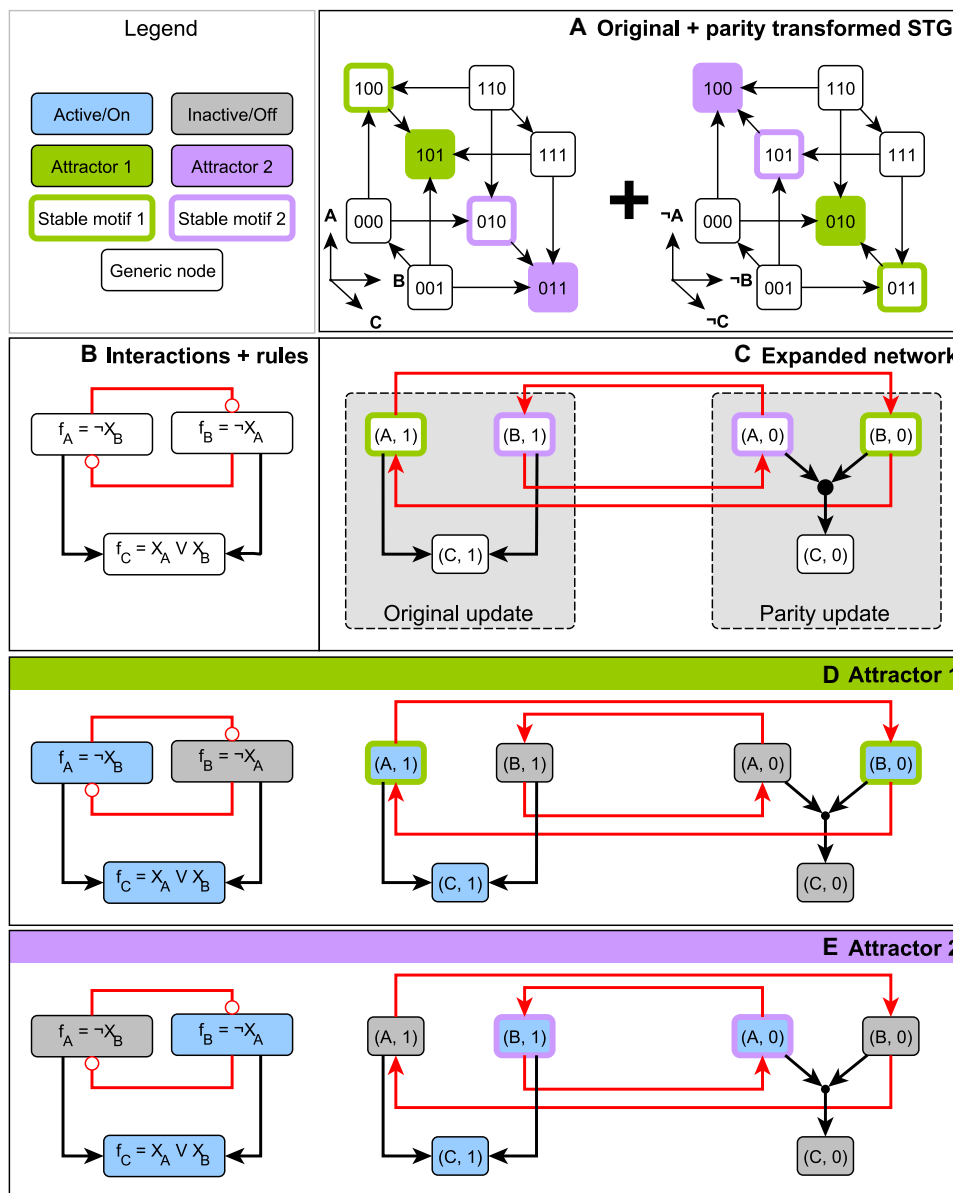 Legend
Active/On
Inactive/Off
Attractor 1
Attractor 2
Stable motif 1
Stable motif 2
Generic node
A Original + parity transformed STG
100
110
101
111
000
010
001
011
A
B
C
+
100
110
101
111
000
010
001
011
¬A
¬B
¬C
B Interactions + rules
f_A = ¬X_B
f_B = ¬X_A
f_C = X_A V X_B
C Expanded network
(A, 1)
(B, 1)
(A, 0)
(B, 0)
(C, 1)
(C, 0)
Original update
Parity update
D Attractor 1
f_A = ¬X_B
f_B = ¬X_A
f_C = X_A V X_B
(A, 1)
(B, 1)
(A, 0)
(B, 0)
(C, 1)
(C, 0)
E Attractor 2
f_A = ¬X_B
f_B = ¬X_A
f_C = X_A V X_B
(A, 1)
(B, 1)
(A, 0)
(B, 0)
(C, 1)
(C, 0)